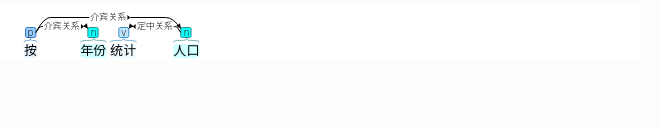 介宾关系
介宾关系 定中关系
p n v n
按 年份 统计 人口